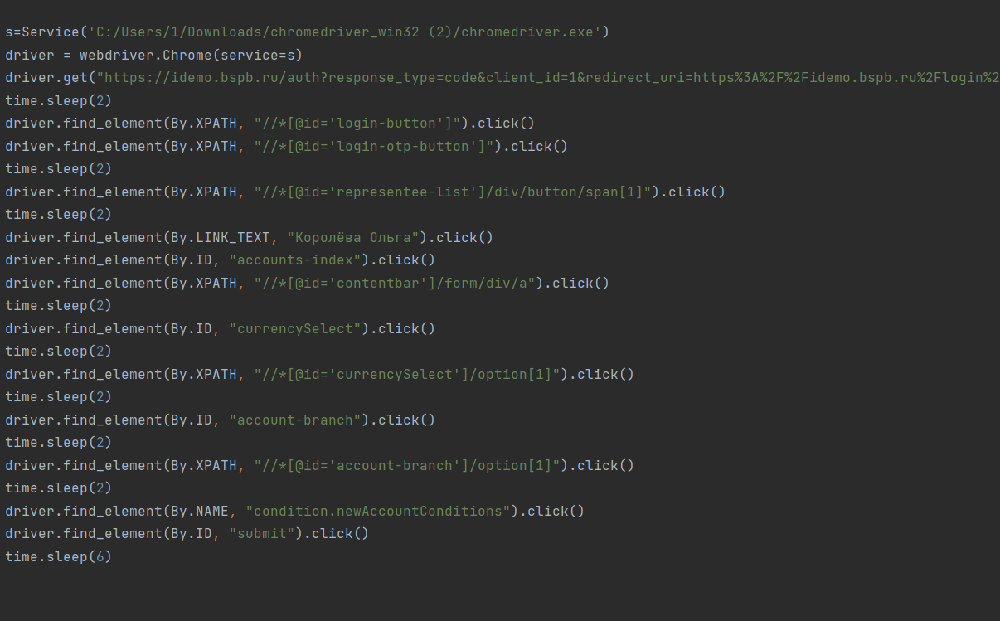 s=Service('C:/Users/1/Downloads/chromedriver_win32 (2)/chromedriver.exe')
driver = webdriver.Chrome(service=s)
driver.get("https://idemo.bspb.ru/auth?response_type=code&client_id=1&redirect_uri=https%3A%2F%2Fidemo.bspb.ru%2Flogin%2
time.sleep(2)
driver.find_element(By.XPATH, "//*[@id='login-button']").click()
driver.find_element(By.XPATH, "//*[@id='login-otp-button']").click()
time.sleep(2)
driver.find_element(By.XPATH, "//*[@id='representee-list']/div/button/span[1]").click()
time.sleep(2)
driver.find_element(By.LINK_TEXT, "Королёва Ольга").click()
driver.find_element(By.ID, "accounts-index").click()
driver.find_element(By.XPATH, "//*[@id='contentbar']/form/div/a").click()
time.sleep(2)
driver.find_element(By.ID, "currencySelect").click()
time.sleep(2)
driver.find_element(By.XPATH, "//*[@id='currencySelect']/option[1]").click()
time.sleep(2)
driver.find_element(By.ID, "account-branch").click()
time.sleep(2)
driver.find_element(By.XPATH, "//*[@id='account-branch']/option[1]").click()
time.sleep(2)
driver.find_element(By.NAME, "condition.newAccountConditions").click()
driver.find_element(By.ID, "submit").click()
time.sleep(6)